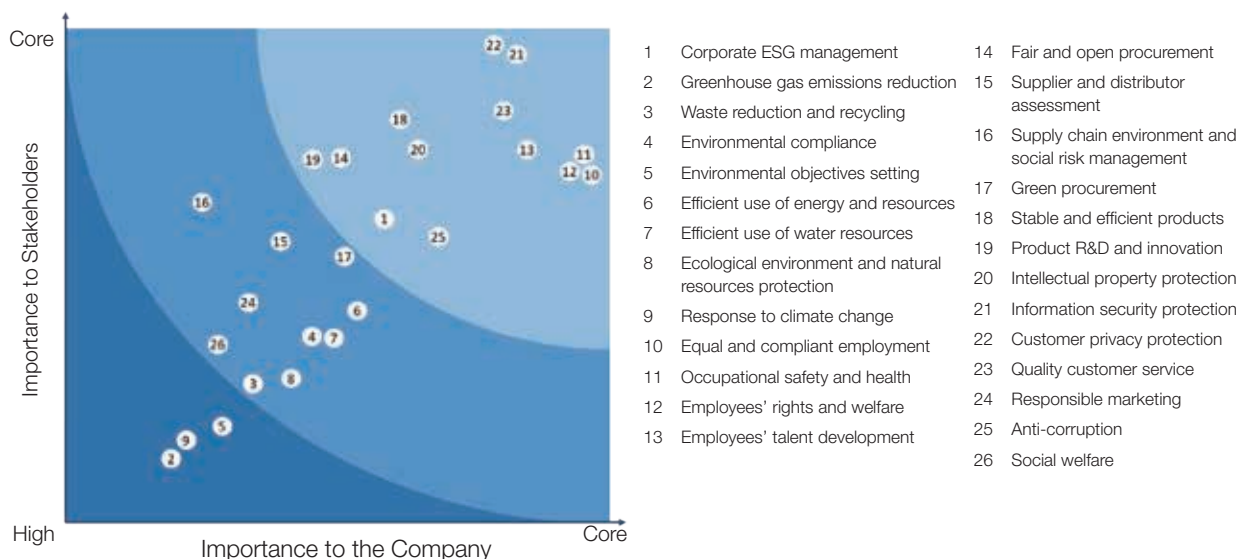 Core
Importance to Stakeholders
High
Importance to the Company
Core
22
21
23
18
20
13
11
12
10
19
14
16
1
25
15
17
24
6
26
4
7
3
8
5
9
2
1 Corporate ESG management
2 Greenhouse gas emissions reduction
3 Waste reduction and recycling
4 Environmental compliance
5 Environmental objectives setting
6 Efficient use of energy and resources
7 Efficient use of water resources
8 Ecological environment and natural
resources protection
9 Response to climate change
10 Equal and compliant employment
11 Occupational safety and health
12 Employees' rights and welfare
13 Employees' talent development
14 Fair and open procurement
15 Supplier and distributor
assessment
16 Supply chain environment and
social risk management
17 Green procurement
18 Stable and efficient products
19 Product R&D and innovation
20 Intellectual property protection
21 Information security protection
22 Customer privacy protection
23 Quality customer service
24 Responsible marketing
25 Anti-corruption
26 Social welfare